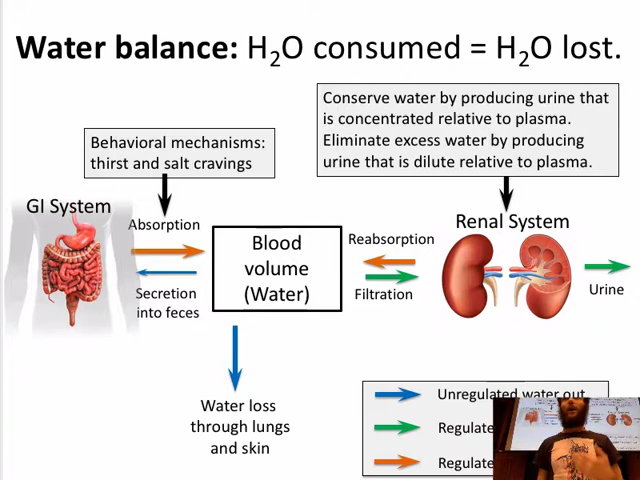 Water balance: H₂O consumed = H₂O lost.
Conserve water by producing urine that
is concentrated relative to plasma.
Eliminate excess water by producing
urine that is dilute relative to plasma.
Behavioral mechanisms:
thirst and salt cravings
GI System
Absorption
Secretion
into feces
Blood
volume
(Water)
Reabsorption
Filtration
Renal System
Urine
Water loss
through lungs
and skin
Unregulated water out
Regulated
Regulated